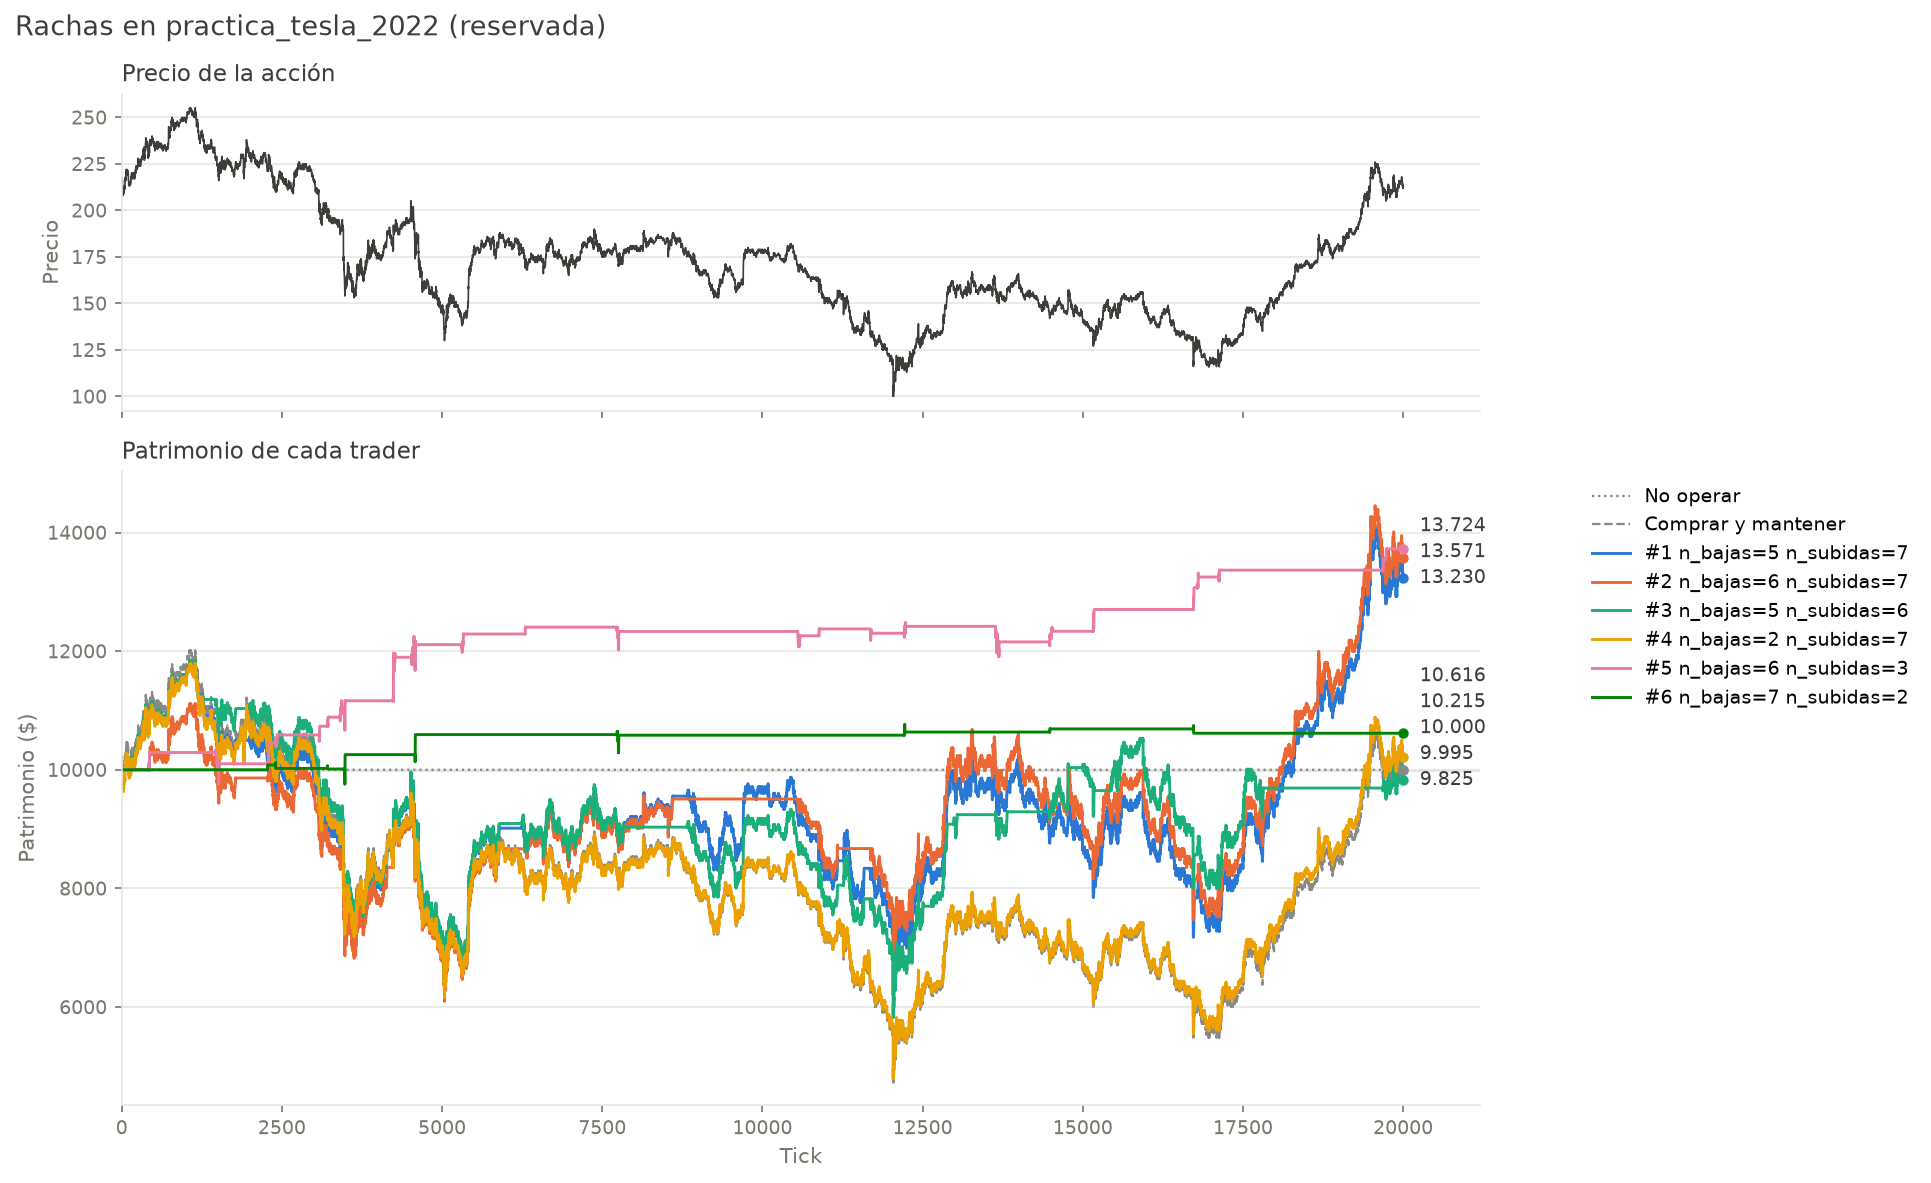 Rachas en practica_tesla_2022 (reservada)
Precio de la acción
250
225
200
175
150
125
100
Precio
Patrimonio de cada trader
14000
12000
10000
8000
6000
Patrimonio ($)
13.724
13.571
13.230
10.616
10.215
10.000
9.995
9.825
No operar
Comprar y mantener
#1 n_bajas=5 n_subidas=7
#2 n_bajas=6 n_subidas=7
#3 n_bajas=5 n_subidas=6
#4 n_bajas=2 n_subidas=7
#5 n_bajas=6 n_subidas=3
#6 n_bajas=7 n_subidas=2
0 2500 5000 7500 10000 12500 15000 17500 20000
Tick